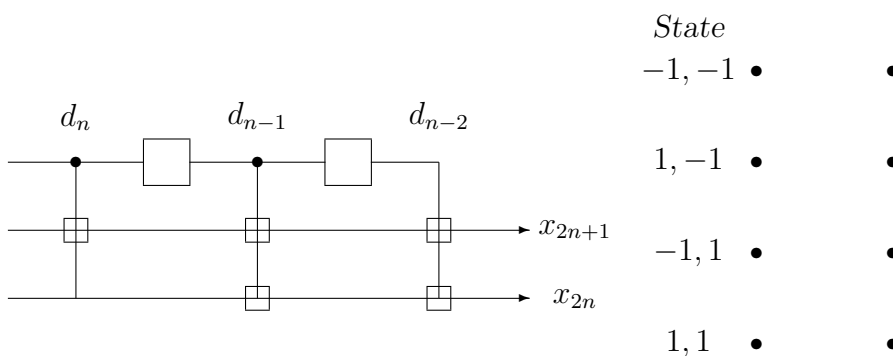 State
−1, −1
d_n d_{n−1} d_{n−2}
1, −1
x_{2n+1}
−1, 1
x_{2n}
1, 1